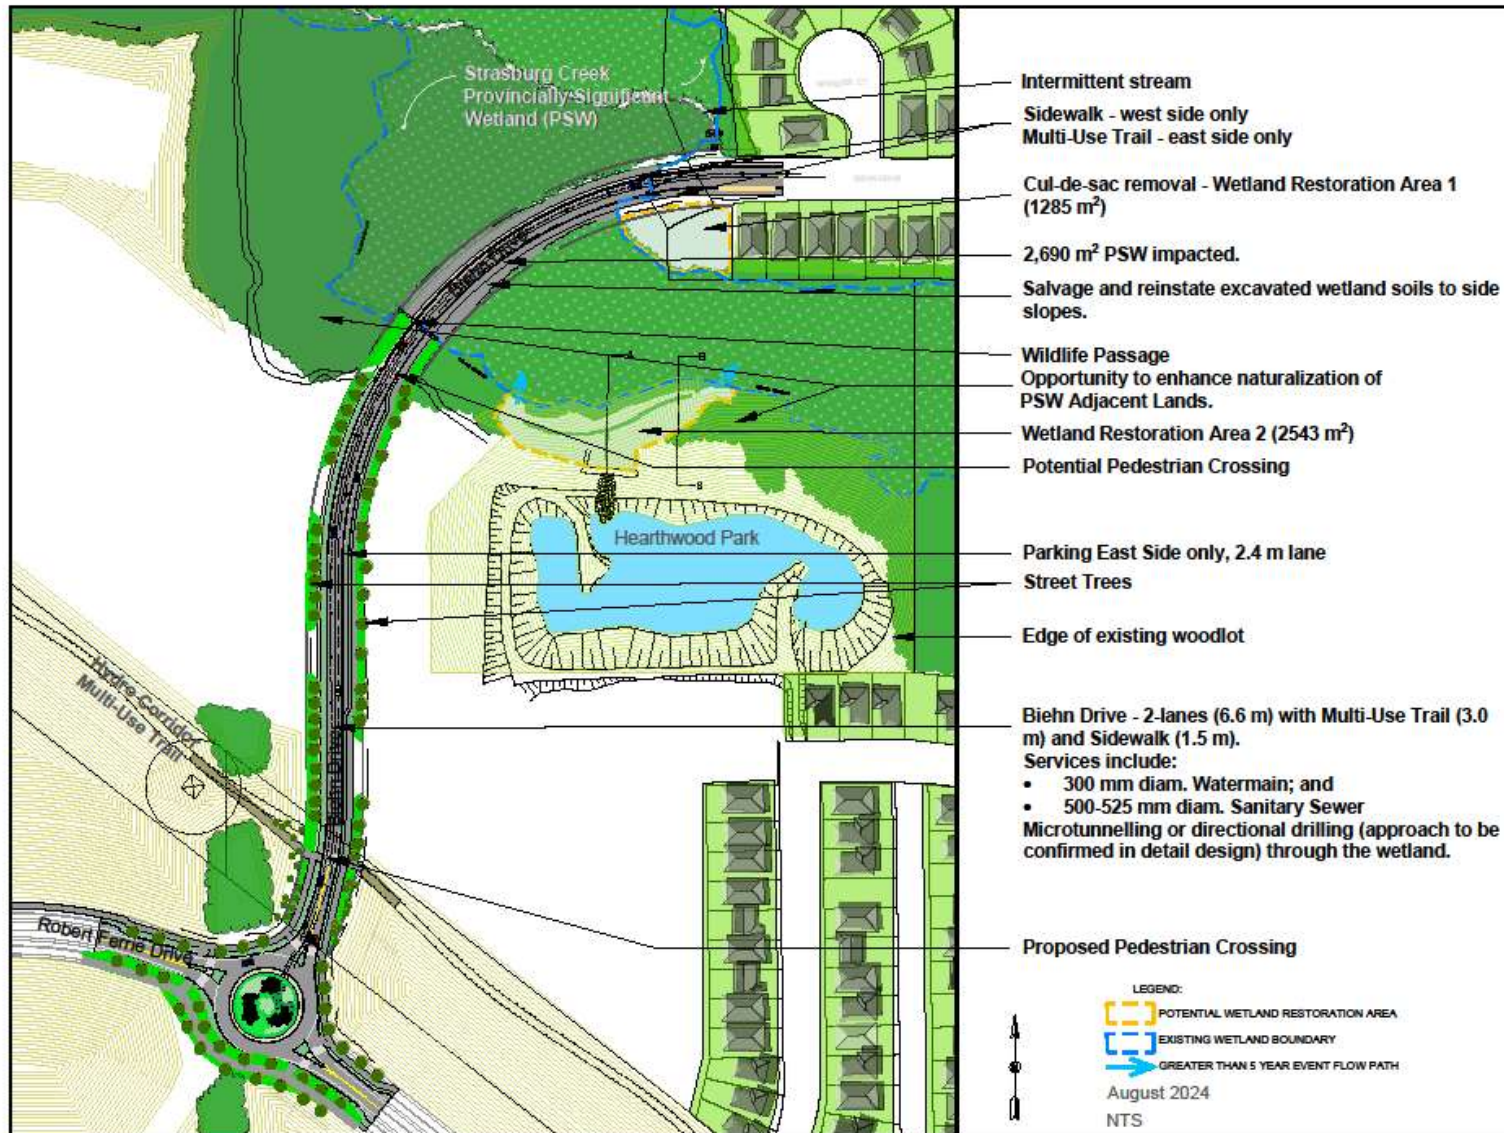 Strasburg Creek
Provincially Significant
Wetland (PSW)
Biehn Drive
Hearthwood Park
Hydro Corridor
Multi-Use Trail
Robert Ferrie Drive
Intermittent stream
Sidewalk - west side only
Multi-Use Trail - east side only
Cul-de-sac removal - Wetland Restoration Area 1
(1285 m²)
2,690 m² PSW impacted.
Salvage and reinstate excavated wetland soils to side
slopes.
Wildlife Passage
Opportunity to enhance naturalization of
PSW Adjacent Lands.
Wetland Restoration Area 2 (2543 m²)
Potential Pedestrian Crossing
Parking East Side only, 2.4 m lane
Street Trees
Edge of existing woodlot
Biehn Drive - 2-lanes (6.6 m) with Multi-Use Trail (3.0
m) and Sidewalk (1.5 m).
Services include:
• 300 mm diam. Watermain; and
• 500-525 mm diam. Sanitary Sewer
Microtunnelling or directional drilling (approach to be
confirmed in detail design) through the wetland.
Proposed Pedestrian Crossing
LEGEND:
POTENTIAL WETLAND RESTORATION AREA
EXISTING WETLAND BOUNDARY
GREATER THAN 5 YEAR EVENT FLOW PATH
August 2024
NTS